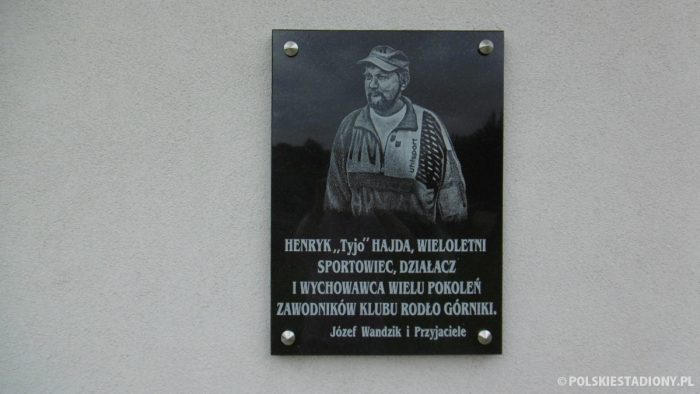 uhlsport
HENRYK „Tyjo” HAJDA, WIELOLETNI
SPORTOWIEC, DZIAŁACZ
I WYCHOWAWCA WIELU POKOLEŃ
ZAWODNIKÓW KLUBU RODŁO GÓRNIKI.
Józef Wandzik i Przyjaciele
© POLSKIESTADIONY.PL